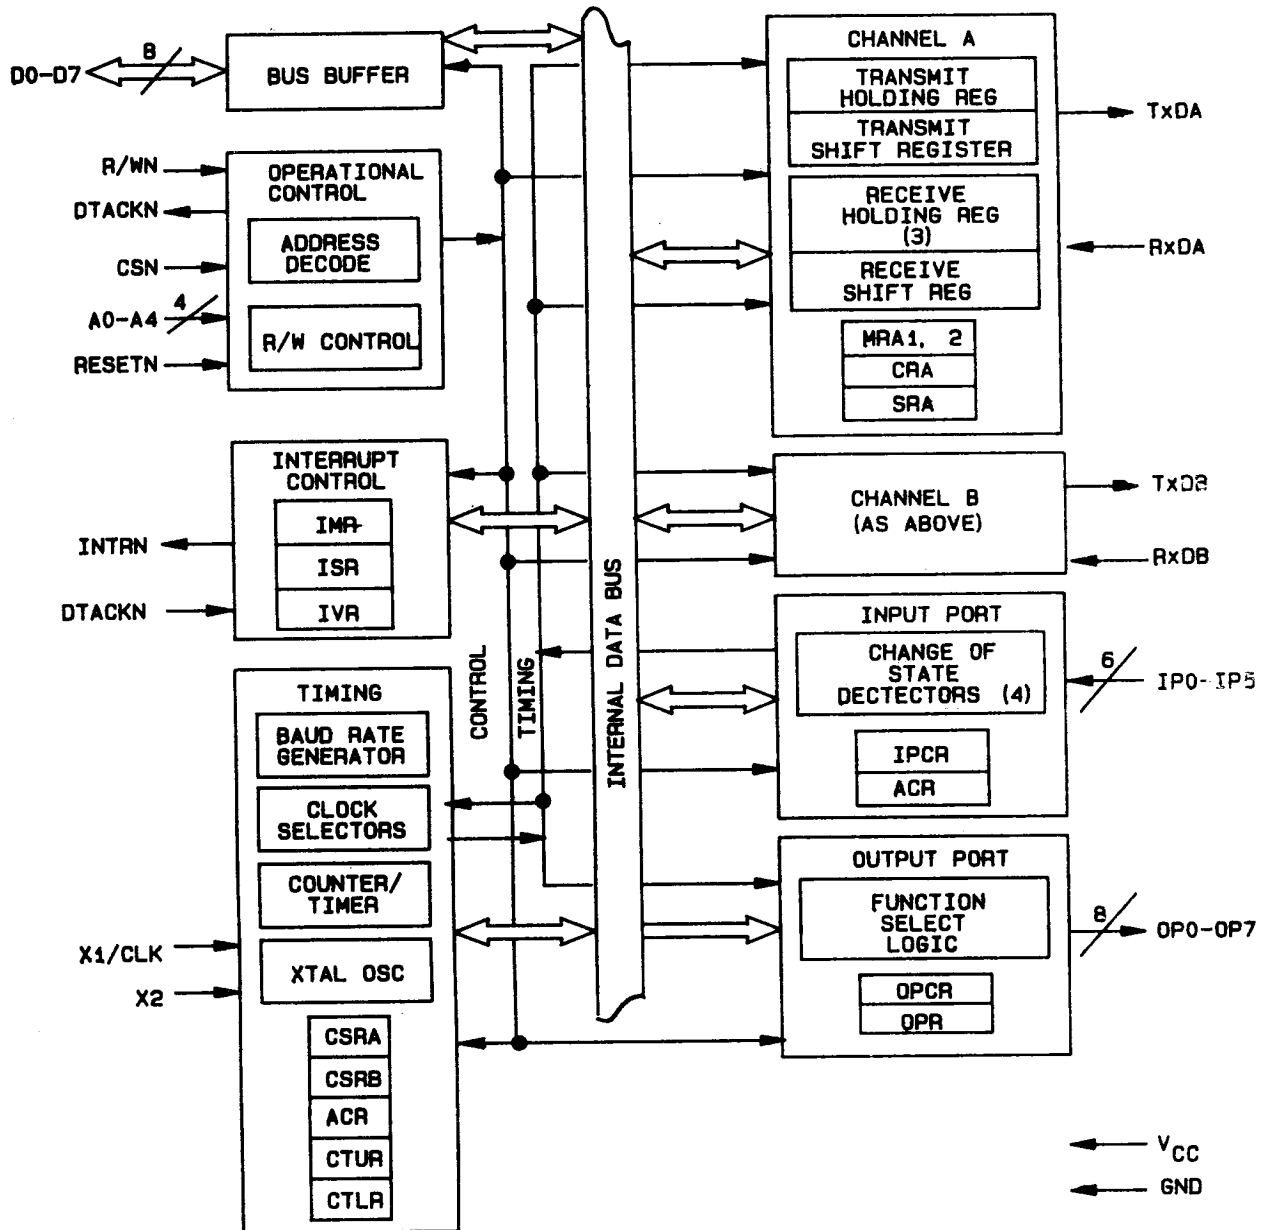 D0-D7
8
BUS BUFFER
R/WN
DTACKN
CSN
A0-A4
4
RESETN
OPERATIONAL
CONTROL
ADDRESS
DECODE
R/W CONTROL
INTRN
DTACKN
INTERRUPT
CONTROL
IMR
ISR
IVR
X1/CLK
X2
TIMING
BAUD RATE
GENERATOR
CLOCK
SELECTORS
COUNTER/
TIMER
XTAL OSC
CSRA
CSRB
ACR
CTUR
CTLR
CONTROL
TIMING
INTERNAL DATA BUS
CHANNEL A
TRANSMIT
HOLDING REG
TRANSMIT
SHIFT REGISTER
RECEIVE
HOLDING REG
(3)
RECEIVE
SHIFT REG
MRA1, 2
CRA
SRA
TxDA
RxDA
CHANNEL B
(AS ABOVE)
TxDB
RxDB
INPUT PORT
CHANGE OF
STATE
DECTECTORS (4)
IPCR
ACR
6
IP0-IP5
OUTPUT PORT
FUNCTION
SELECT
LOGIC
OPCR
OPR
8
OP0-OP7
VCC
GND